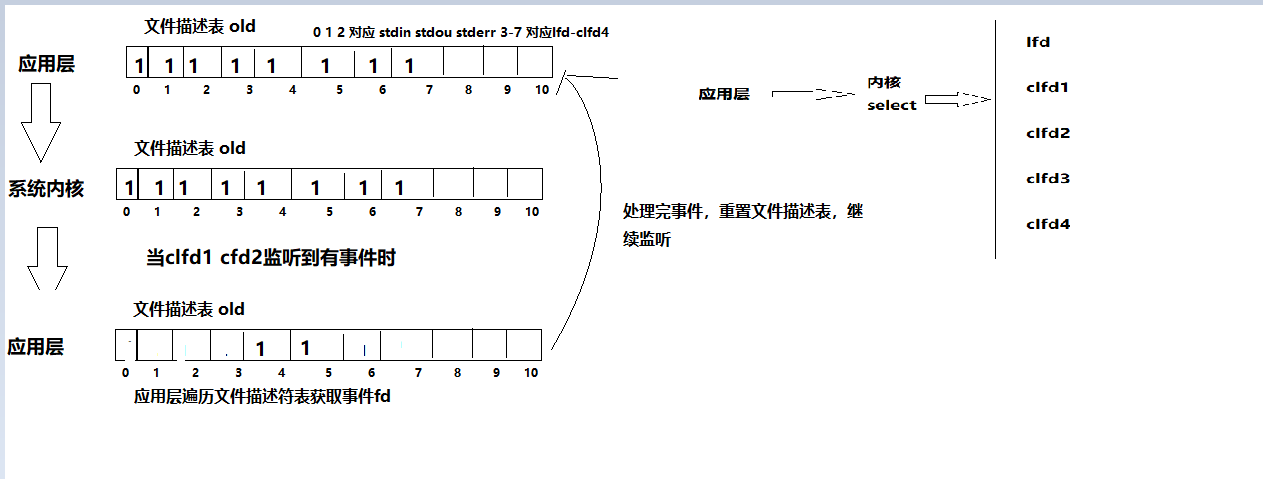 文件描述表 old
0 1 2 对应 stdin stdou stderr 3-7 对应lfd-clfd4
应用层
1 1 1 1 1 1 1 1
0 1 2 3 4 5 6 7 8 9 10
文件描述表 old
系统内核
1 1 1 1 1 1 1 1
0 1 2 3 4 5 6 7 8 9 10
当clfd1 cfd2监听到有事件时
文件描述表 old
应用层
1 1
0 1 2 3 4 5 6 7 8 9 10
应用层遍历文件描述符表获取事件fd
处理完事件，重置文件描述表，继
续监听
应用层
内核
select
lfd
clfd1
clfd2
clfd3
clfd4